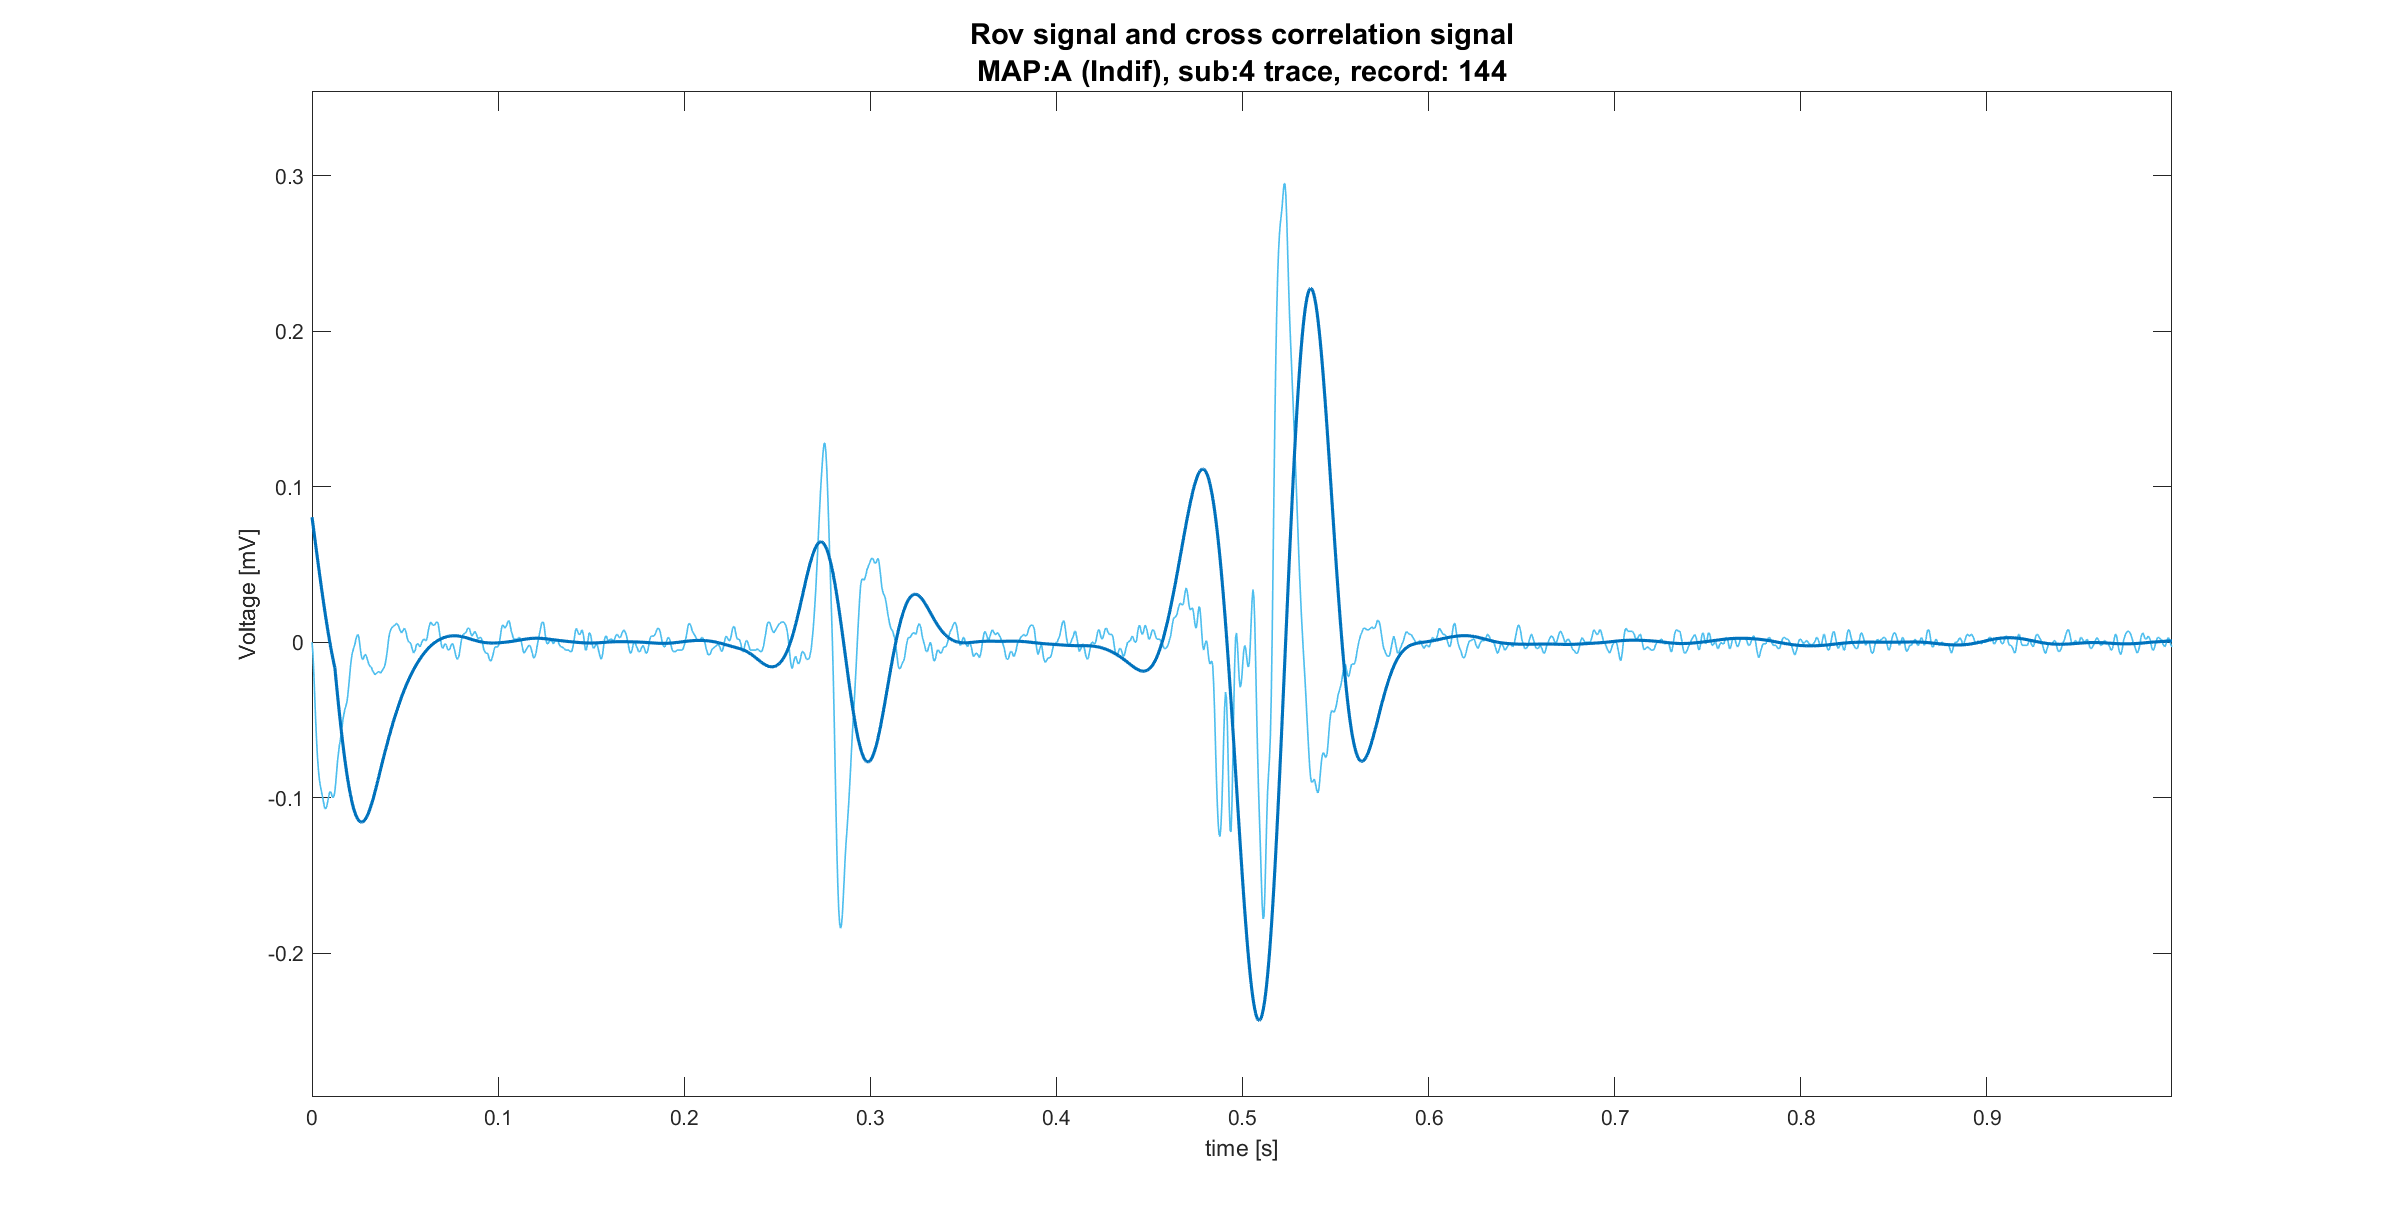 Rov signal and cross correlation signal
MAP:A (Indif), sub:4 trace, record: 144
Voltage [mV]
0.3
0.2
0.1
0
-0.1
-0.2
0 0.1 0.2 0.3 0.4 0.5 0.6 0.7 0.8 0.9
time [s]